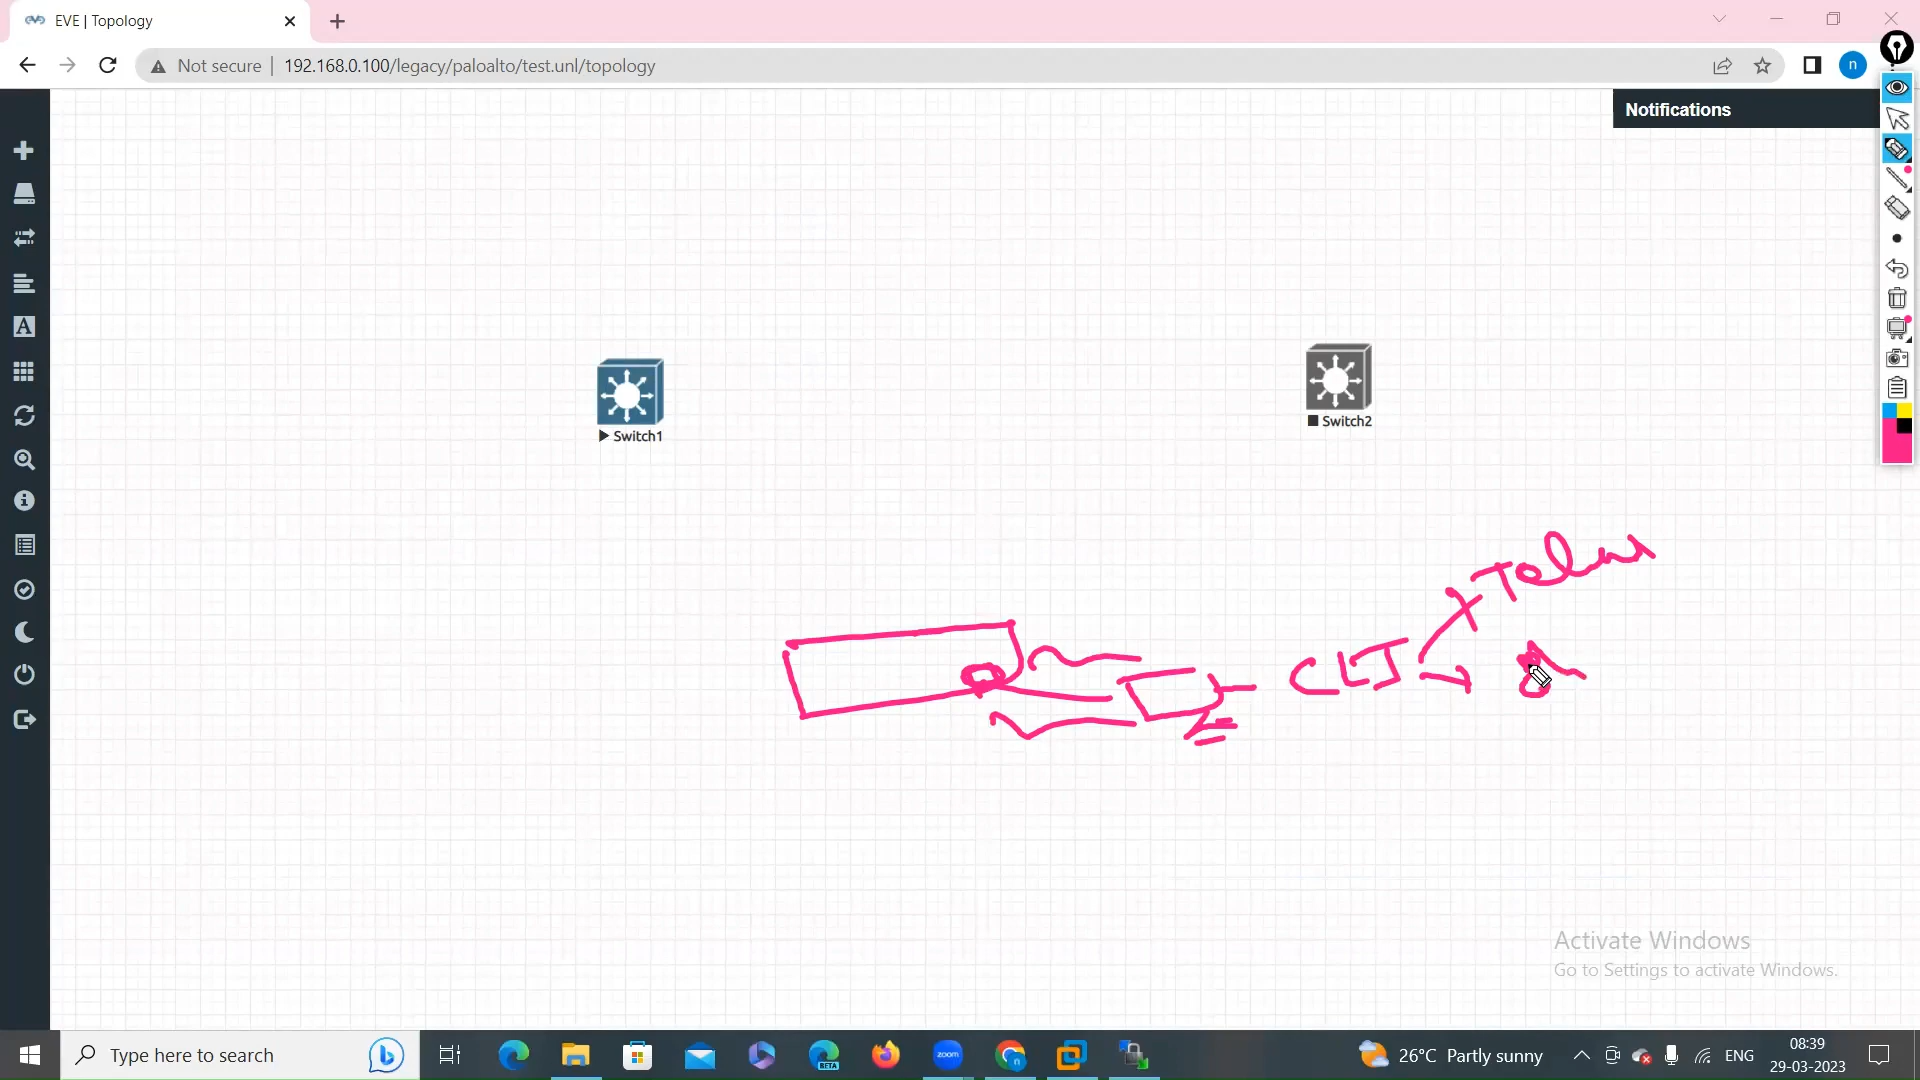 EVE | Topology
Not secure
192.168.0.100/legacy/paloalto/test.unl/topology
n
Notifications
Switch1
Switch2
CLI
Activate Windows
Go to Settings to activate Windows.
Type here to search
BETA
zoom
n
26°C Partly sunny
ENG
08:39
29-03-2023